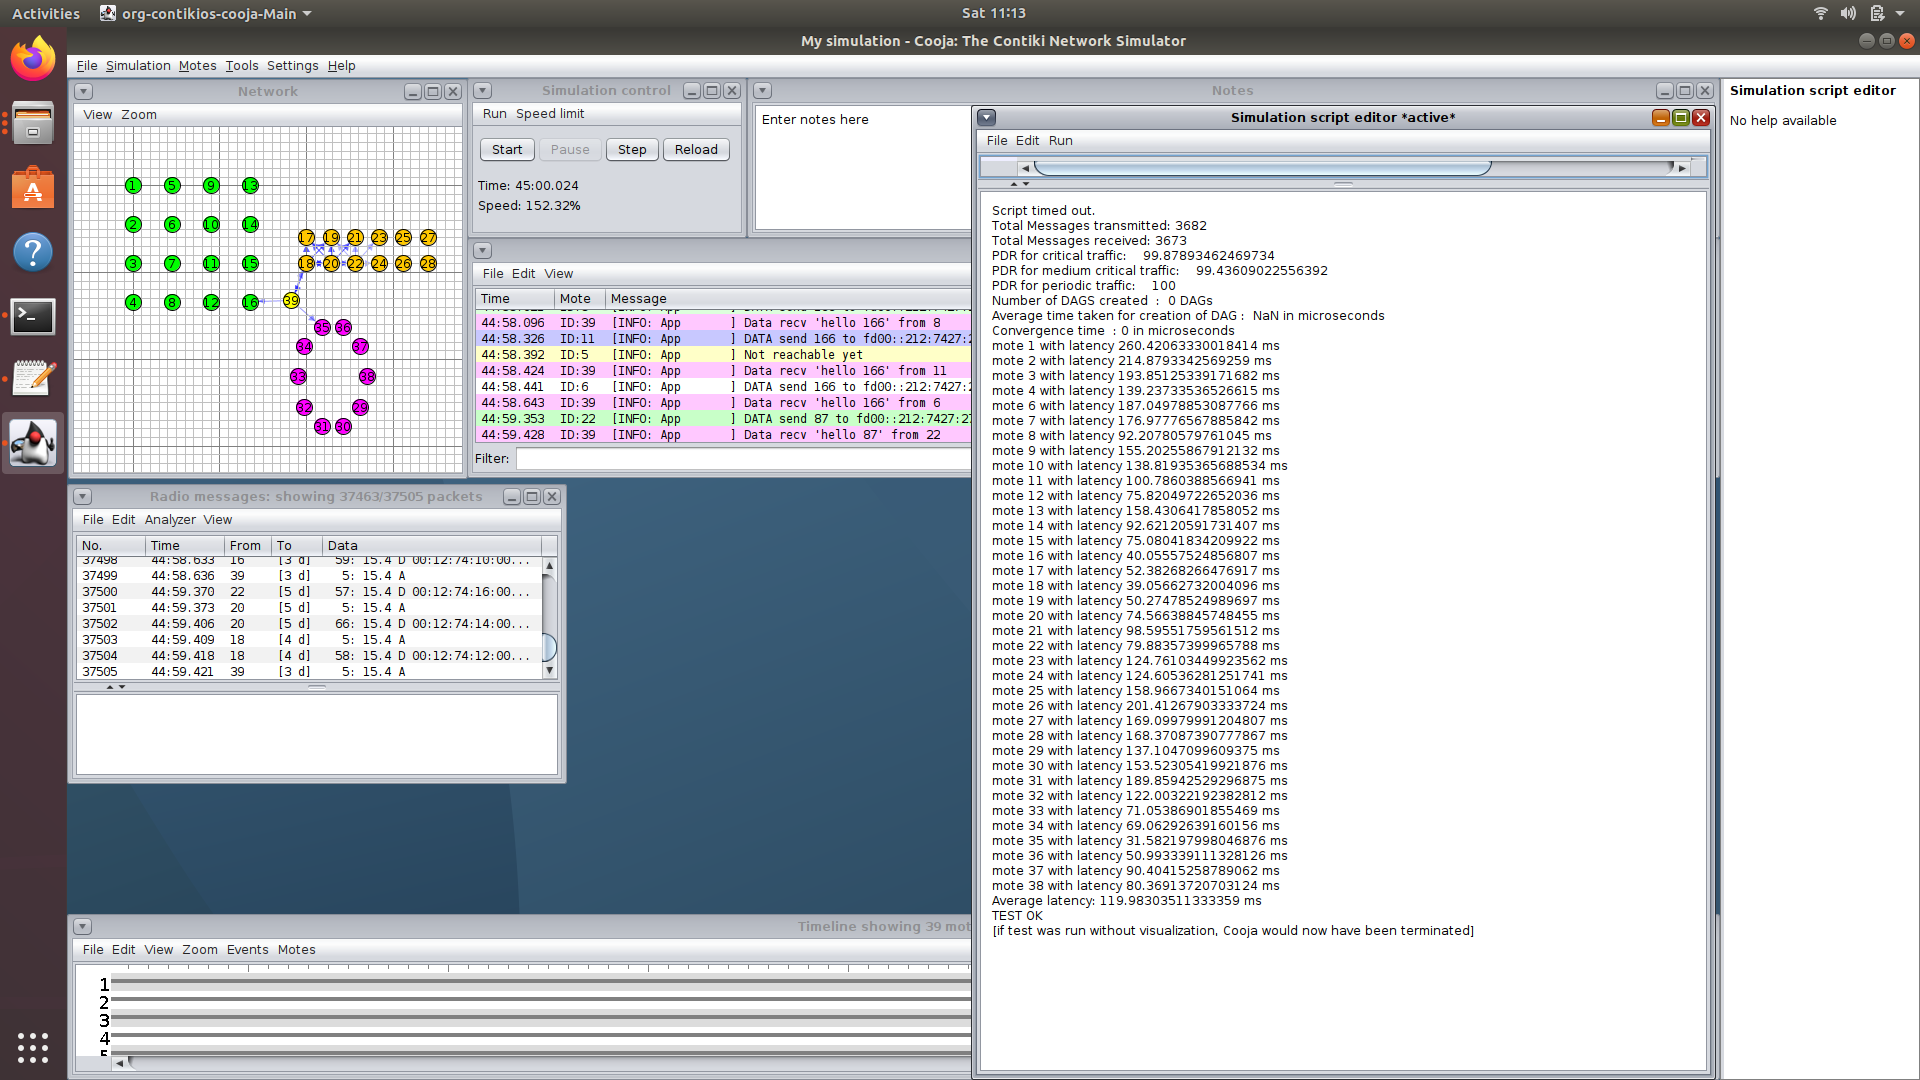 Activities
org-contikios-cooja-Main
Sat 11:13
My simulation - Cooja: The Contiki Network Simulator
File Simulation Motes Tools Settings Help
Network
View Zoom
1 5 9 13
2 6 10 14
17 19 21 23 25 27
3 7 11 15
18 20 22 24 26 28
4 8 12 16
39
35 36
34 37
33 38
32 29
31 30
Simulation control
Run Speed limit
Start Pause Step Reload
Time: 45:00.024
Speed: 152.32%
Notes
Enter notes here
File Edit View
Time Mote Message
44:58.096 ID:39 [INFO: App ] Data recv 'hello 166' from 8
44:58.326 ID:11 [INFO: App ] DATA send 166 to fd00::212:7427:
44:58.392 ID:5 [INFO: App ] Not reachable yet
44:58.424 ID:39 [INFO: App ] Data recv 'hello 166' from 11
44:58.441 ID:6 [INFO: App ] DATA send 166 to fd00::212:7427:
44:58.643 ID:39 [INFO: App ] Data recv 'hello 166' from 6
44:59.353 ID:22 [INFO: App ] DATA send 87 to fd00::212:7427:
44:59.428 ID:39 [INFO: App ] Data recv 'hello 87' from 22
Filter:
Radio messages: showing 37463/37505 packets
File Edit Analyzer View
No. Time From To Data
37498 44:58.633 16 [3 d] 59: 15.4 D 00:12:74:10:00...
37499 44:58.636 39 [3 d] 5: 15.4 A
37500 44:59.370 22 [5 d] 57: 15.4 D 00:12:74:16:00...
37501 44:59.373 20 [5 d] 5: 15.4 A
37502 44:59.406 20 [5 d] 66: 15.4 D 00:12:74:14:00...
37503 44:59.409 18 [4 d] 5: 15.4 A
37504 44:59.418 18 [4 d] 58: 15.4 D 00:12:74:12:00...
37505 44:59.421 39 [3 d] 5: 15.4 A
Timeline showing 39 mot
File Edit View Zoom Events Motes
1
2
3
4
5
Simulation script editor *active*
File Edit Run
Script timed out.
Total Messages transmitted: 3682
Total Messages received: 3673
PDR for critical traffic: 99.87893462469734
PDR for medium critical traffic: 99.43609022556392
PDR for periodic traffic: 100
Number of DAGS created : 0 DAGs
Average time taken for creation of DAG : NaN in microseconds
Convergence time : 0 in microseconds
mote 1 with latency 260.42063330018414 ms
mote 2 with latency 214.8793342569259 ms
mote 3 with latency 193.85125339171682 ms
mote 4 with latency 139.23733536526615 ms
mote 6 with latency 187.04978853087766 ms
mote 7 with latency 176.97776567885842 ms
mote 8 with latency 92.20780579761045 ms
mote 9 with latency 155.20255867912132 ms
mote 10 with latency 138.81935365688534 ms
mote 11 with latency 100.7860388566941 ms
mote 12 with latency 75.82049722652036 ms
mote 13 with latency 158.4306417858052 ms
mote 14 with latency 92.62120591731407 ms
mote 15 with latency 75.08041834209922 ms
mote 16 with latency 40.05557524856807 ms
mote 17 with latency 52.38268266476917 ms
mote 18 with latency 39.05662732004096 ms
mote 19 with latency 50.27478524989697 ms
mote 20 with latency 74.56638845748455 ms
mote 21 with latency 98.59551759561512 ms
mote 22 with latency 79.88357399965788 ms
mote 23 with latency 124.76103449923562 ms
mote 24 with latency 124.60536281251741 ms
mote 25 with latency 158.9667340151064 ms
mote 26 with latency 201.41267903333724 ms
mote 27 with latency 169.09979991204807 ms
mote 28 with latency 168.37087390777867 ms
mote 29 with latency 137.1047099609375 ms
mote 30 with latency 153.52305419921876 ms
mote 31 with latency 189.85942529296875 ms
mote 32 with latency 122.00322192382812 ms
mote 33 with latency 71.05386901855469 ms
mote 34 with latency 69.06292639160156 ms
mote 35 with latency 31.582197998046876 ms
mote 36 with latency 50.993339111328126 ms
mote 37 with latency 90.40415258789062 ms
mote 38 with latency 80.36913720703124 ms
Average latency: 119.98303511333359 ms
TEST OK
[if test was run without visualization, Cooja would now have been terminated]
Simulation script editor
No help available